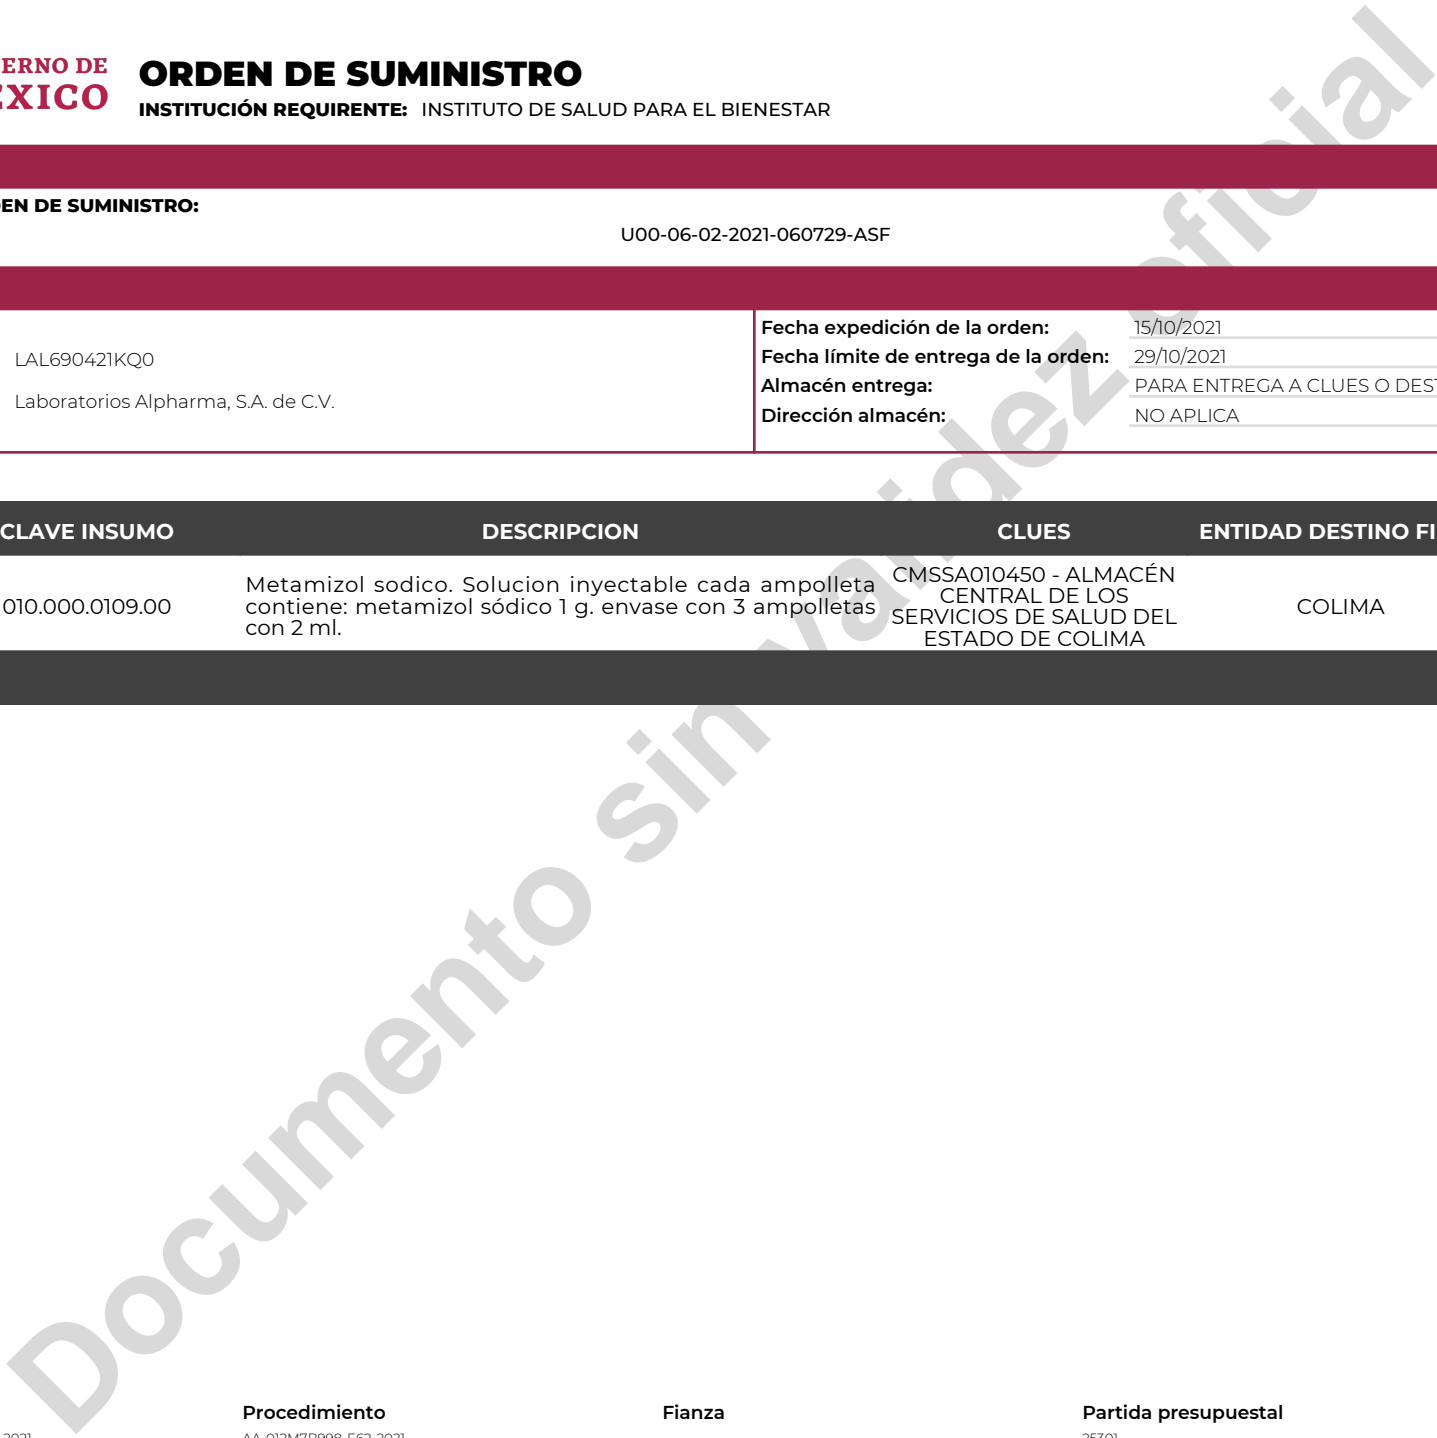 ERNO DE
EXICO
ORDEN DE SUMINISTRO
INSTITUCIÓN REQUIRENTE: INSTITUTO DE SALUD PARA EL BIENESTAR
EN DE SUMINISTRO:
U00-06-02-2021-060729-ASF
LAL690421KQ0
Laboratorios Alpharma, S.A. de C.V.
Fecha expedición de la orden: 15/10/2021
Fecha límite de entrega de la orden: 29/10/2021
Almacén entrega: PARA ENTREGA A CLUES O DEST
Dirección almacén: NO APLICA
CLAVE INSUMO DESCRIPCION CLUES ENTIDAD DESTINO FI
010.000.0109.00
Metamizol sodico. Solucion inyectable cada ampolleta
contiene: metamizol sódico 1 g. envase con 3 ampolletas
con 2 ml.
CMSSA010450 - ALMACÉN
CENTRAL DE LOS
SERVICIOS DE SALUD DEL
ESTADO DE COLIMA
COLIMA
Documento sin validez oficial
Procedimiento Fianza Partida presupuestal